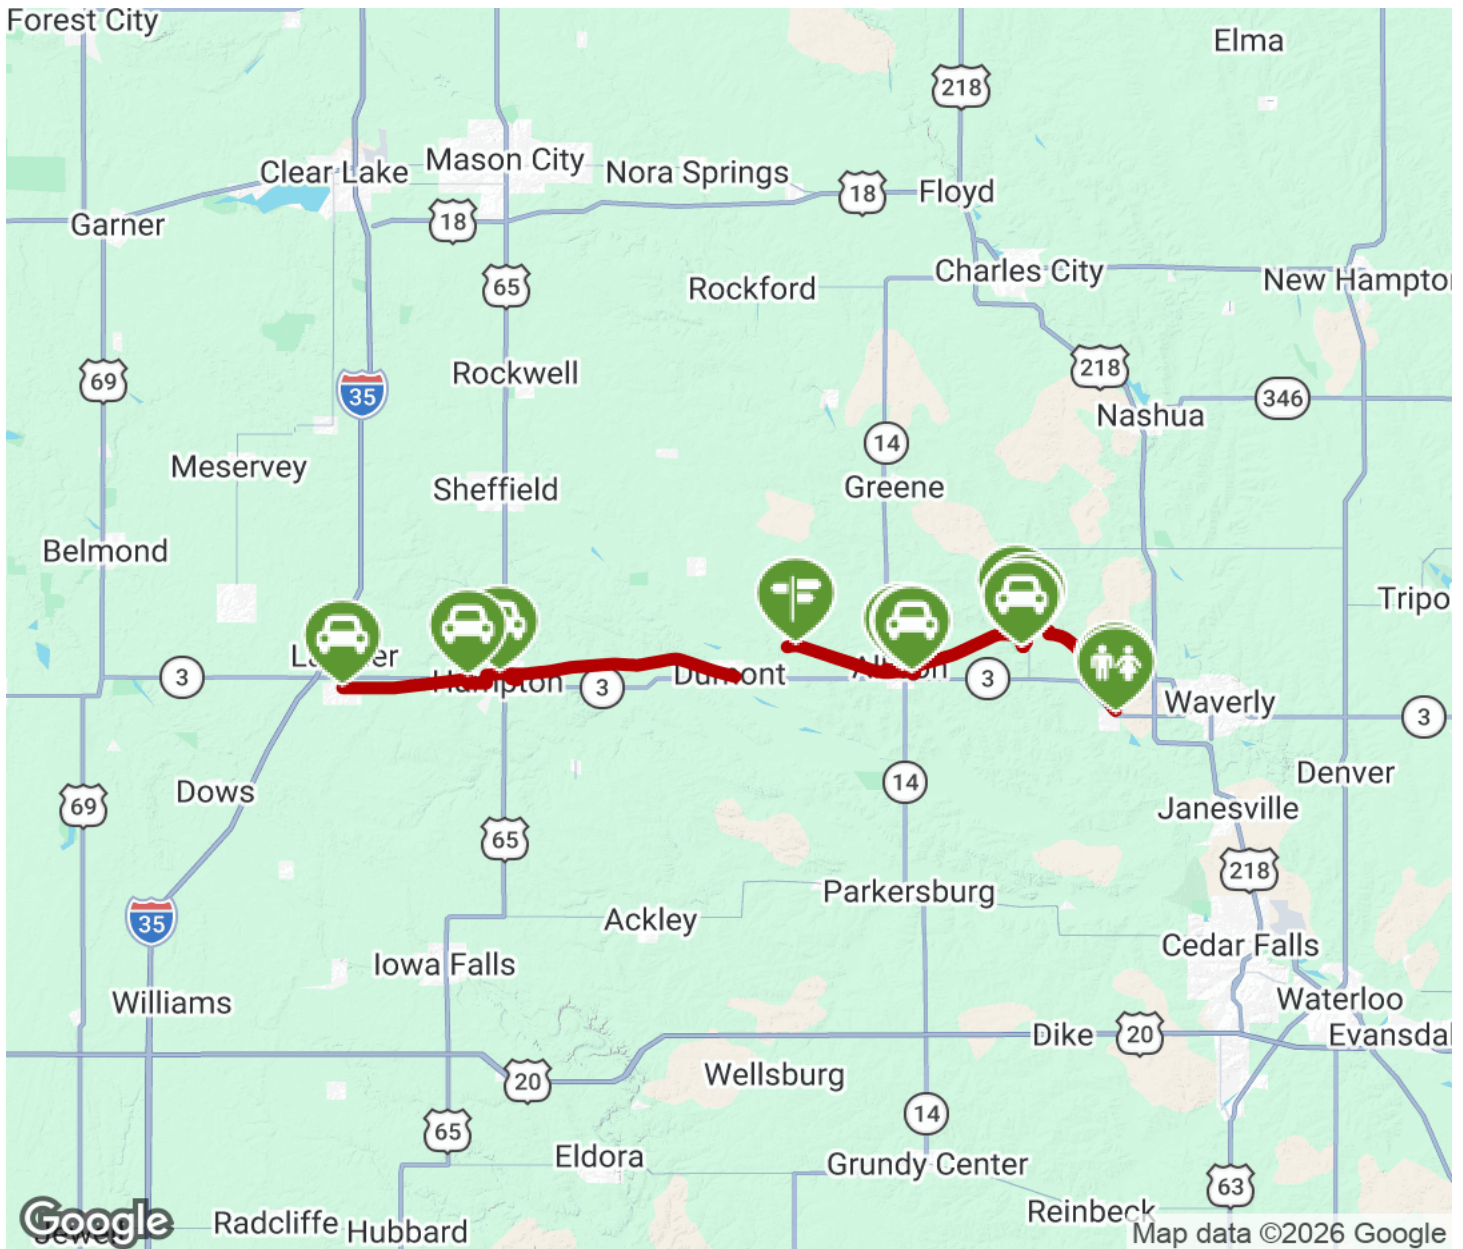 Forest City
Elma
218
Clear Lake
Mason City
Nora Springs
18
Floyd
Garner
18
65
Rockford
Charles City
New Hampto
69
35
Rockwell
218
346
Nashua
14
Meservey
Sheffield
Greene
Belmond
Tripo
3
Hampton
3
Dumont
3
Waverly
3
69
Dows
14
Denver
Janesville
65
218
35
Parkersburg
Ackley
Cedar Falls
Iowa Falls
Williams
Waterloo
Dike
20
Evansdal
20
Wellsburg
14
65
Eldora
Grundy Center
63
Reinbeck
Google
Radcliffe
Hubbard
Map data ©2026 Google